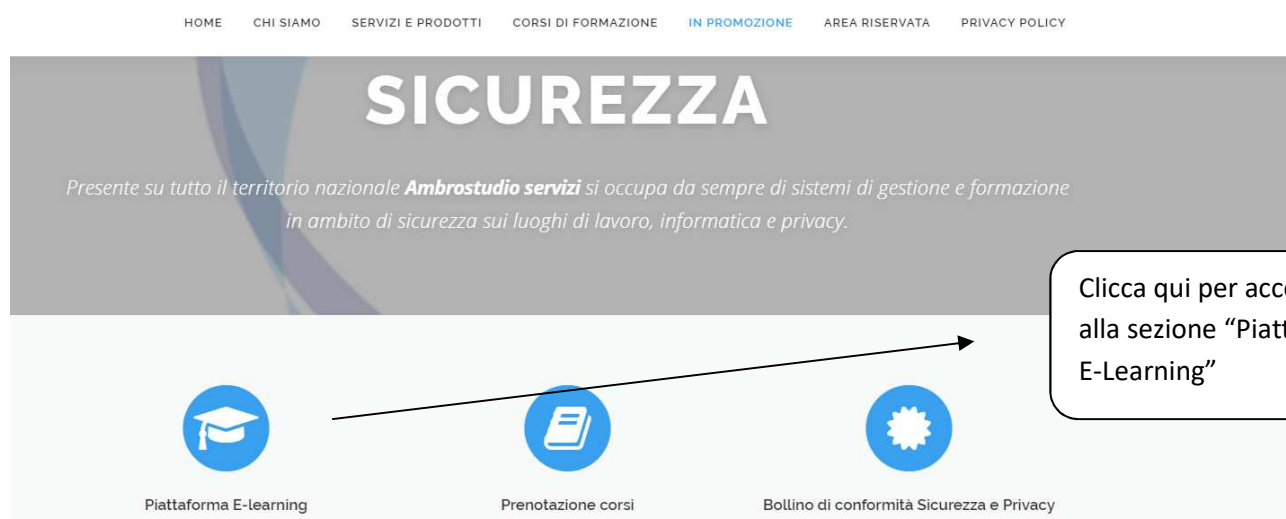 HOME CHI SIAMO SERVIZI E PRODOTTI CORSI DI FORMAZIONE IN PROMOZIONE AREA RISERVATA PRIVACY POLICY
SICUREZZA
Presente su tutto il territorio nazionale Ambrostudio servizi si occupa da sempre di sistemi di gestione e formazione
in ambito di sicurezza sui luoghi di lavoro, informatica e privacy.
Clicca qui per
alla sezione
E-Learning”
Piattaforma E-learning
Prenotazione corsi
Bollino di conformità Sicurezza e Privacy